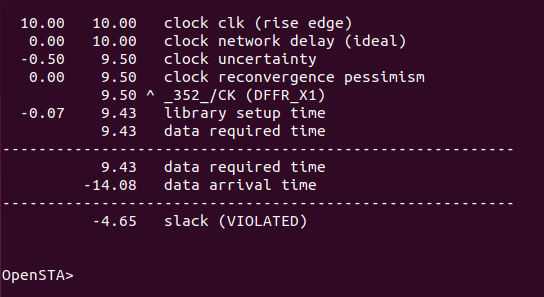 10.00   10.00   clock clk (rise edge)
0.00   10.00   clock network delay (ideal)
-0.50    9.50   clock uncertainty
0.00    9.50   clock reconvergence pessimism
9.50 ^ _352_/CK (DFFR_X1)
-0.07    9.43   library setup time
9.43   data required time
---------------------------------------------------------
9.43   data required time
-14.08   data arrival time
---------------------------------------------------------
-4.65   slack (VIOLATED)
OpenSTA>